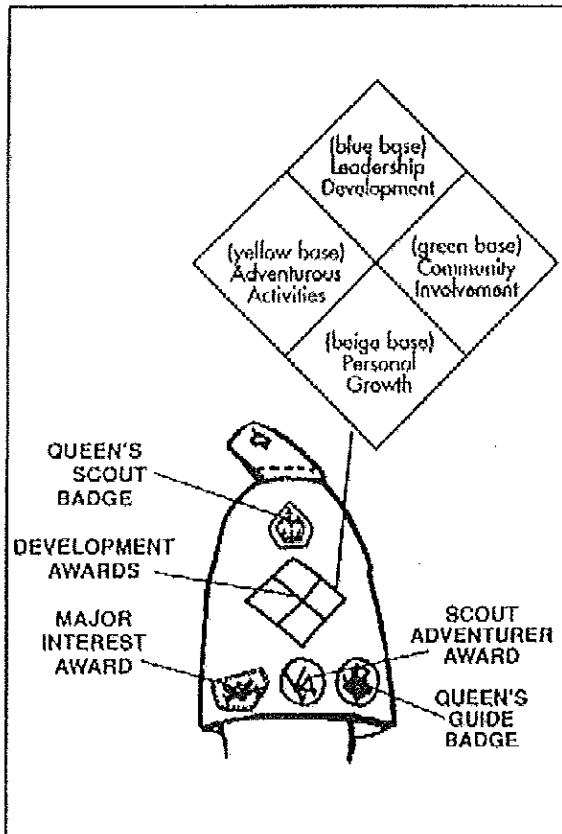 (blue base)
Leadership
Development
(yellow base)
Adventurous
Activities
(green base)
Community
Involvement
(beige base)
Personal
Growth
QUEEN'S
SCOUT
BADGE
DEVELOPMENT
AWARDS
MAJOR
INTEREST
AWARD
SCOUT
ADVENTURER
AWARD
QUEEN'S
GUIDE
BADGE